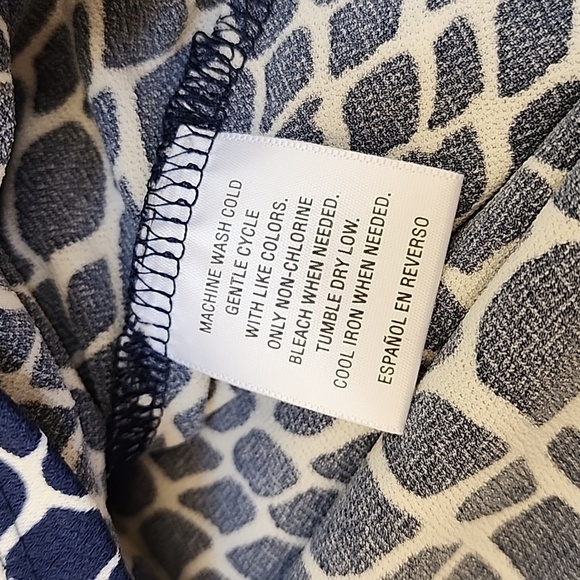 MACHINE WASH COLD
GENTLE CYCLE
WITH LIKE COLORS.
ONLY NON-CHLORINE
BLEACH WHEN NEEDED.
TUMBLE DRY LOW.
COOL IRON WHEN NEEDED.
ESPAÑOL EN REVERSO